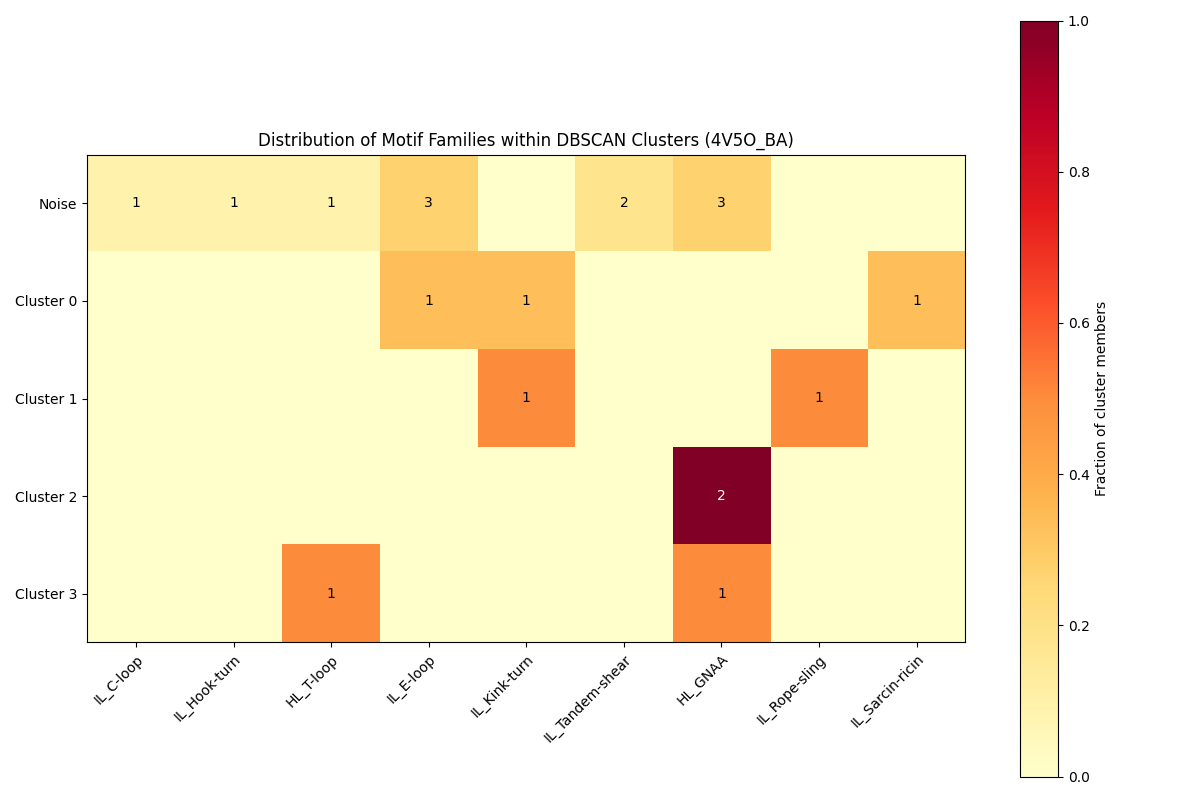 Distribution of Motif Families within DBSCAN Clusters (4V5O_BA)
Noise 1 1 1 3 2 3
Cluster 0 1 1 1
Cluster 1 1 1
Cluster 2 2
Cluster 3 1 1
IL_C-loop
IL_Hook-turn
HL_T-loop
IL_E-loop
IL_Kink-turn
IL_Tandem-shear
HL_GNAA
IL_Rope-sling
IL_Sarcin-ricin
1.0
0.8
0.6
0.4
0.2
0.0
Fraction of cluster members